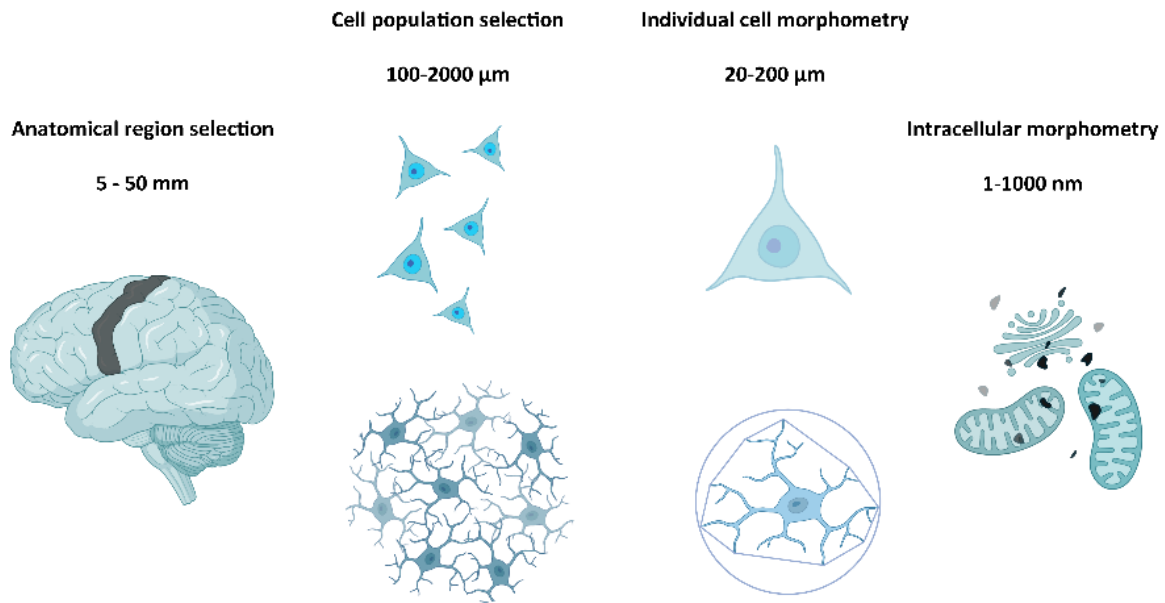 Cell population selection
100-2000 µm
Individual cell morphometry
20-200 µm
Anatomical region selection
5 - 50 mm
Intracellular morphometry
1-1000 nm